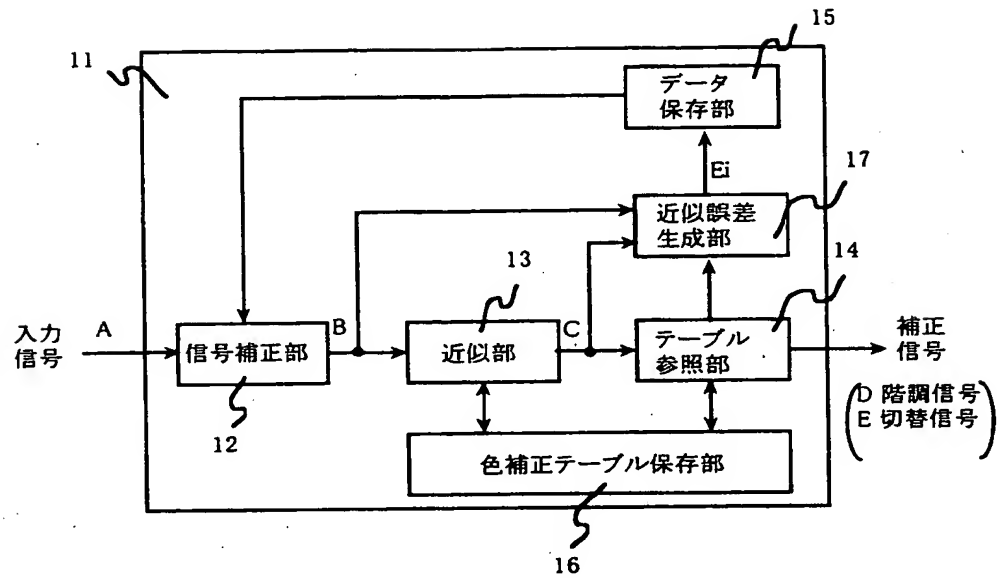 15
11
データ
保存部
17
Ei
近似誤差
生成部
13
14
入力
信号
A
信号補正部
B
近似部
C
テーブル
参照部
補正
信号
D 階調信号
E 切替信号
12
色補正テーブル保存部
16